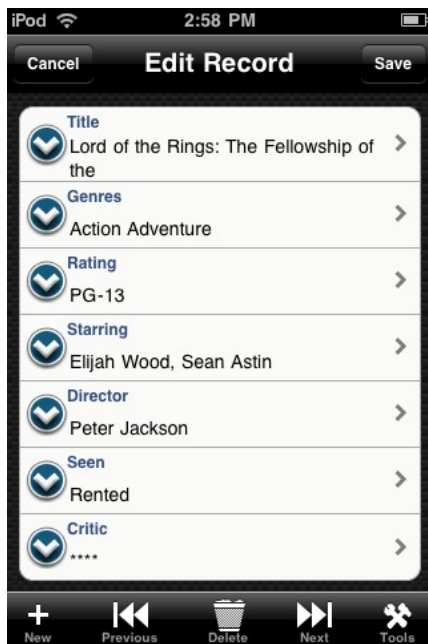 iPod 2:58 PM
Cancel Edit Record Save
Title
Lord of the Rings: The Fellowship of
the
Genres
Action Adventure
Rating
PG-13
Starring
Elijah Wood, Sean Astin
Director
Peter Jackson
Seen
Rented
Critic
****
New Previous Delete Next Tools